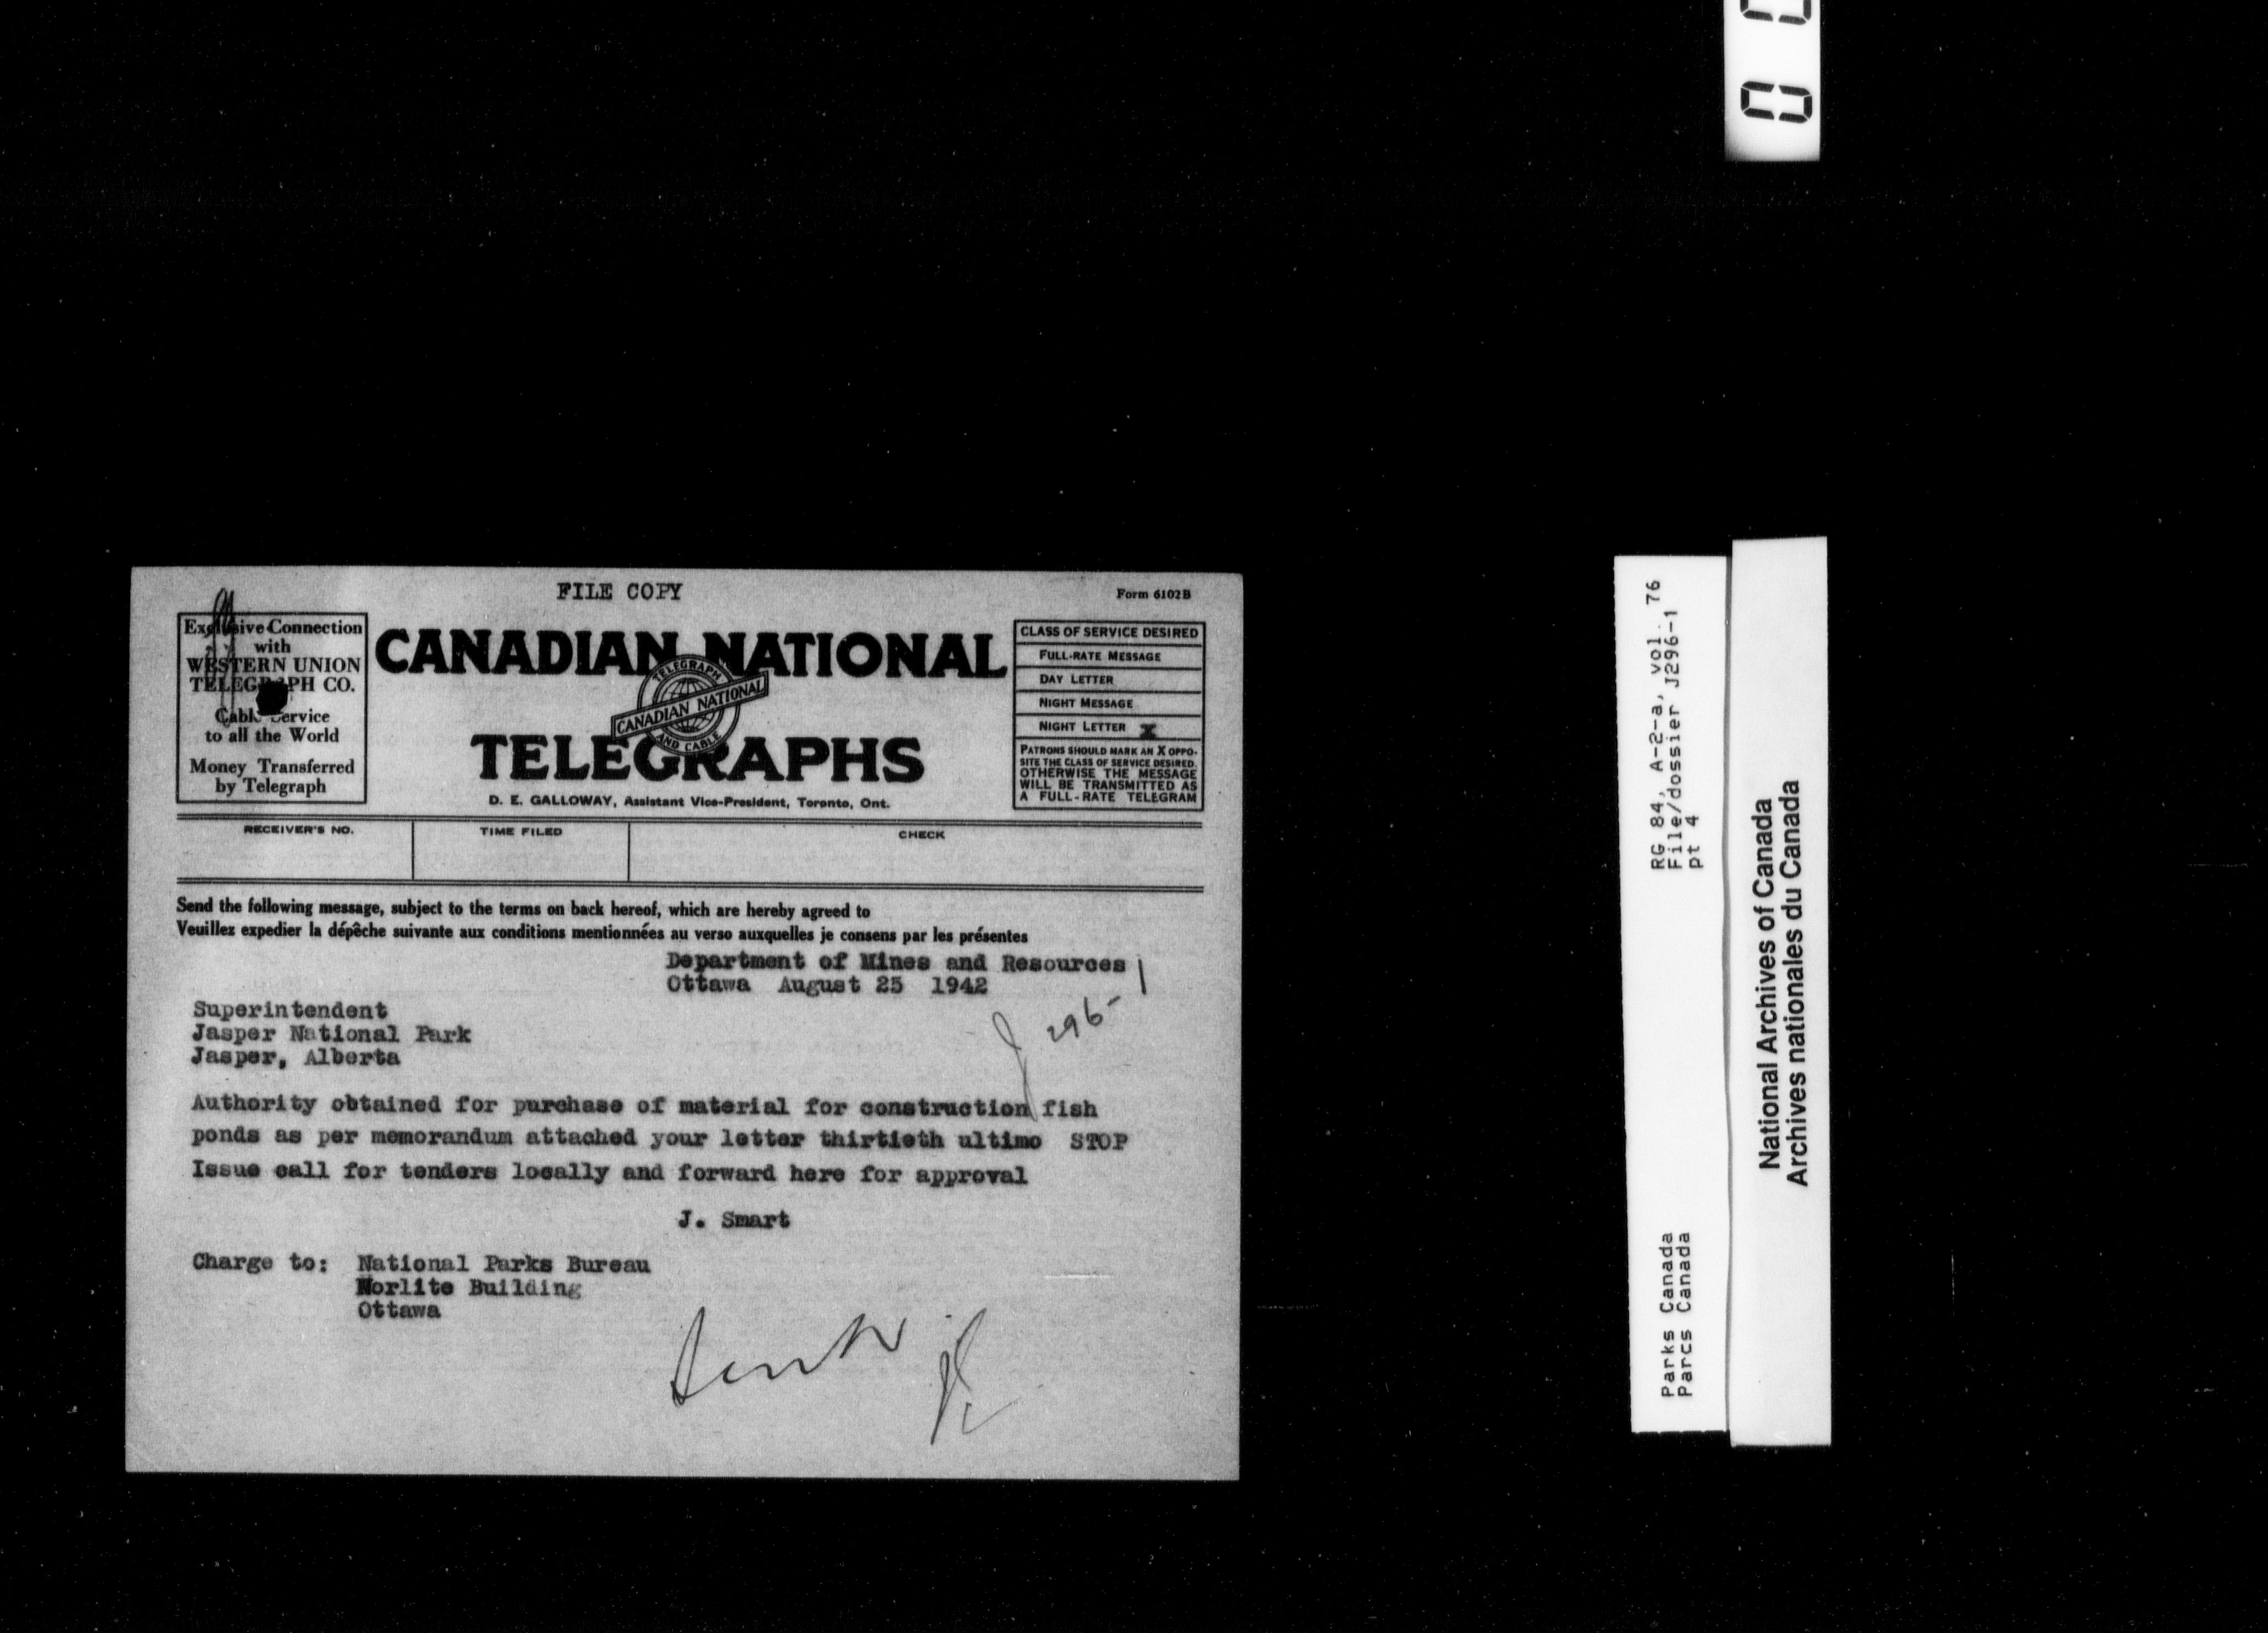 FILE COPY
Form 6102B
Exclusive Connection
with
WESTERN UNION
TELEGRAPH CO.
Cable Service
to all the World
Money Transferred
by Telegraph
CANADIAN NATIONAL
TELEGRAPH
CANADIAN NATIONAL
AND CABLE
TELEGRAPHS
D. E. GALLOWAY, Assistant Vice-President, Toronto, Ont.
CLASS OF SERVICE DESIRED
FULL-RATE MESSAGE
DAY LETTER
NIGHT MESSAGE
NIGHT LETTER X
PATRONS SHOULD MARK AN X OPPO-
SITE THE CLASS OF SERVICE DESIRED.
OTHERWISE THE MESSAGE
WILL BE TRANSMITTED AS
A FULL-RATE TELEGRAM
RECEIVER'S NO. TIME FILED CHECK
Send the following message, subject to the terms on back hereof, which are hereby agreed to
Veuillez expedier la dépêche suivante aux conditions mentionnées au verso auxquelles je consens par les présentes
Department of Mines and Resources
Ottawa August 25 1942
J 296-1
Superintendent
Jasper National Park
Jasper, Alberta
Authority obtained for purchase of material for construction fish
ponds as per memorandum attached your letter thirtieth ultimo STOP
Issue call for tenders locally and forward here for approval
J. Smart
Charge to: National Parks Bureau
Norlite Building
Ottawa
RG 84, A-2-a, vol. 76
File/dossier J296-1
pt 4
Parks Canada
Parcs Canada
National Archives of Canada
Archives nationales du Canada